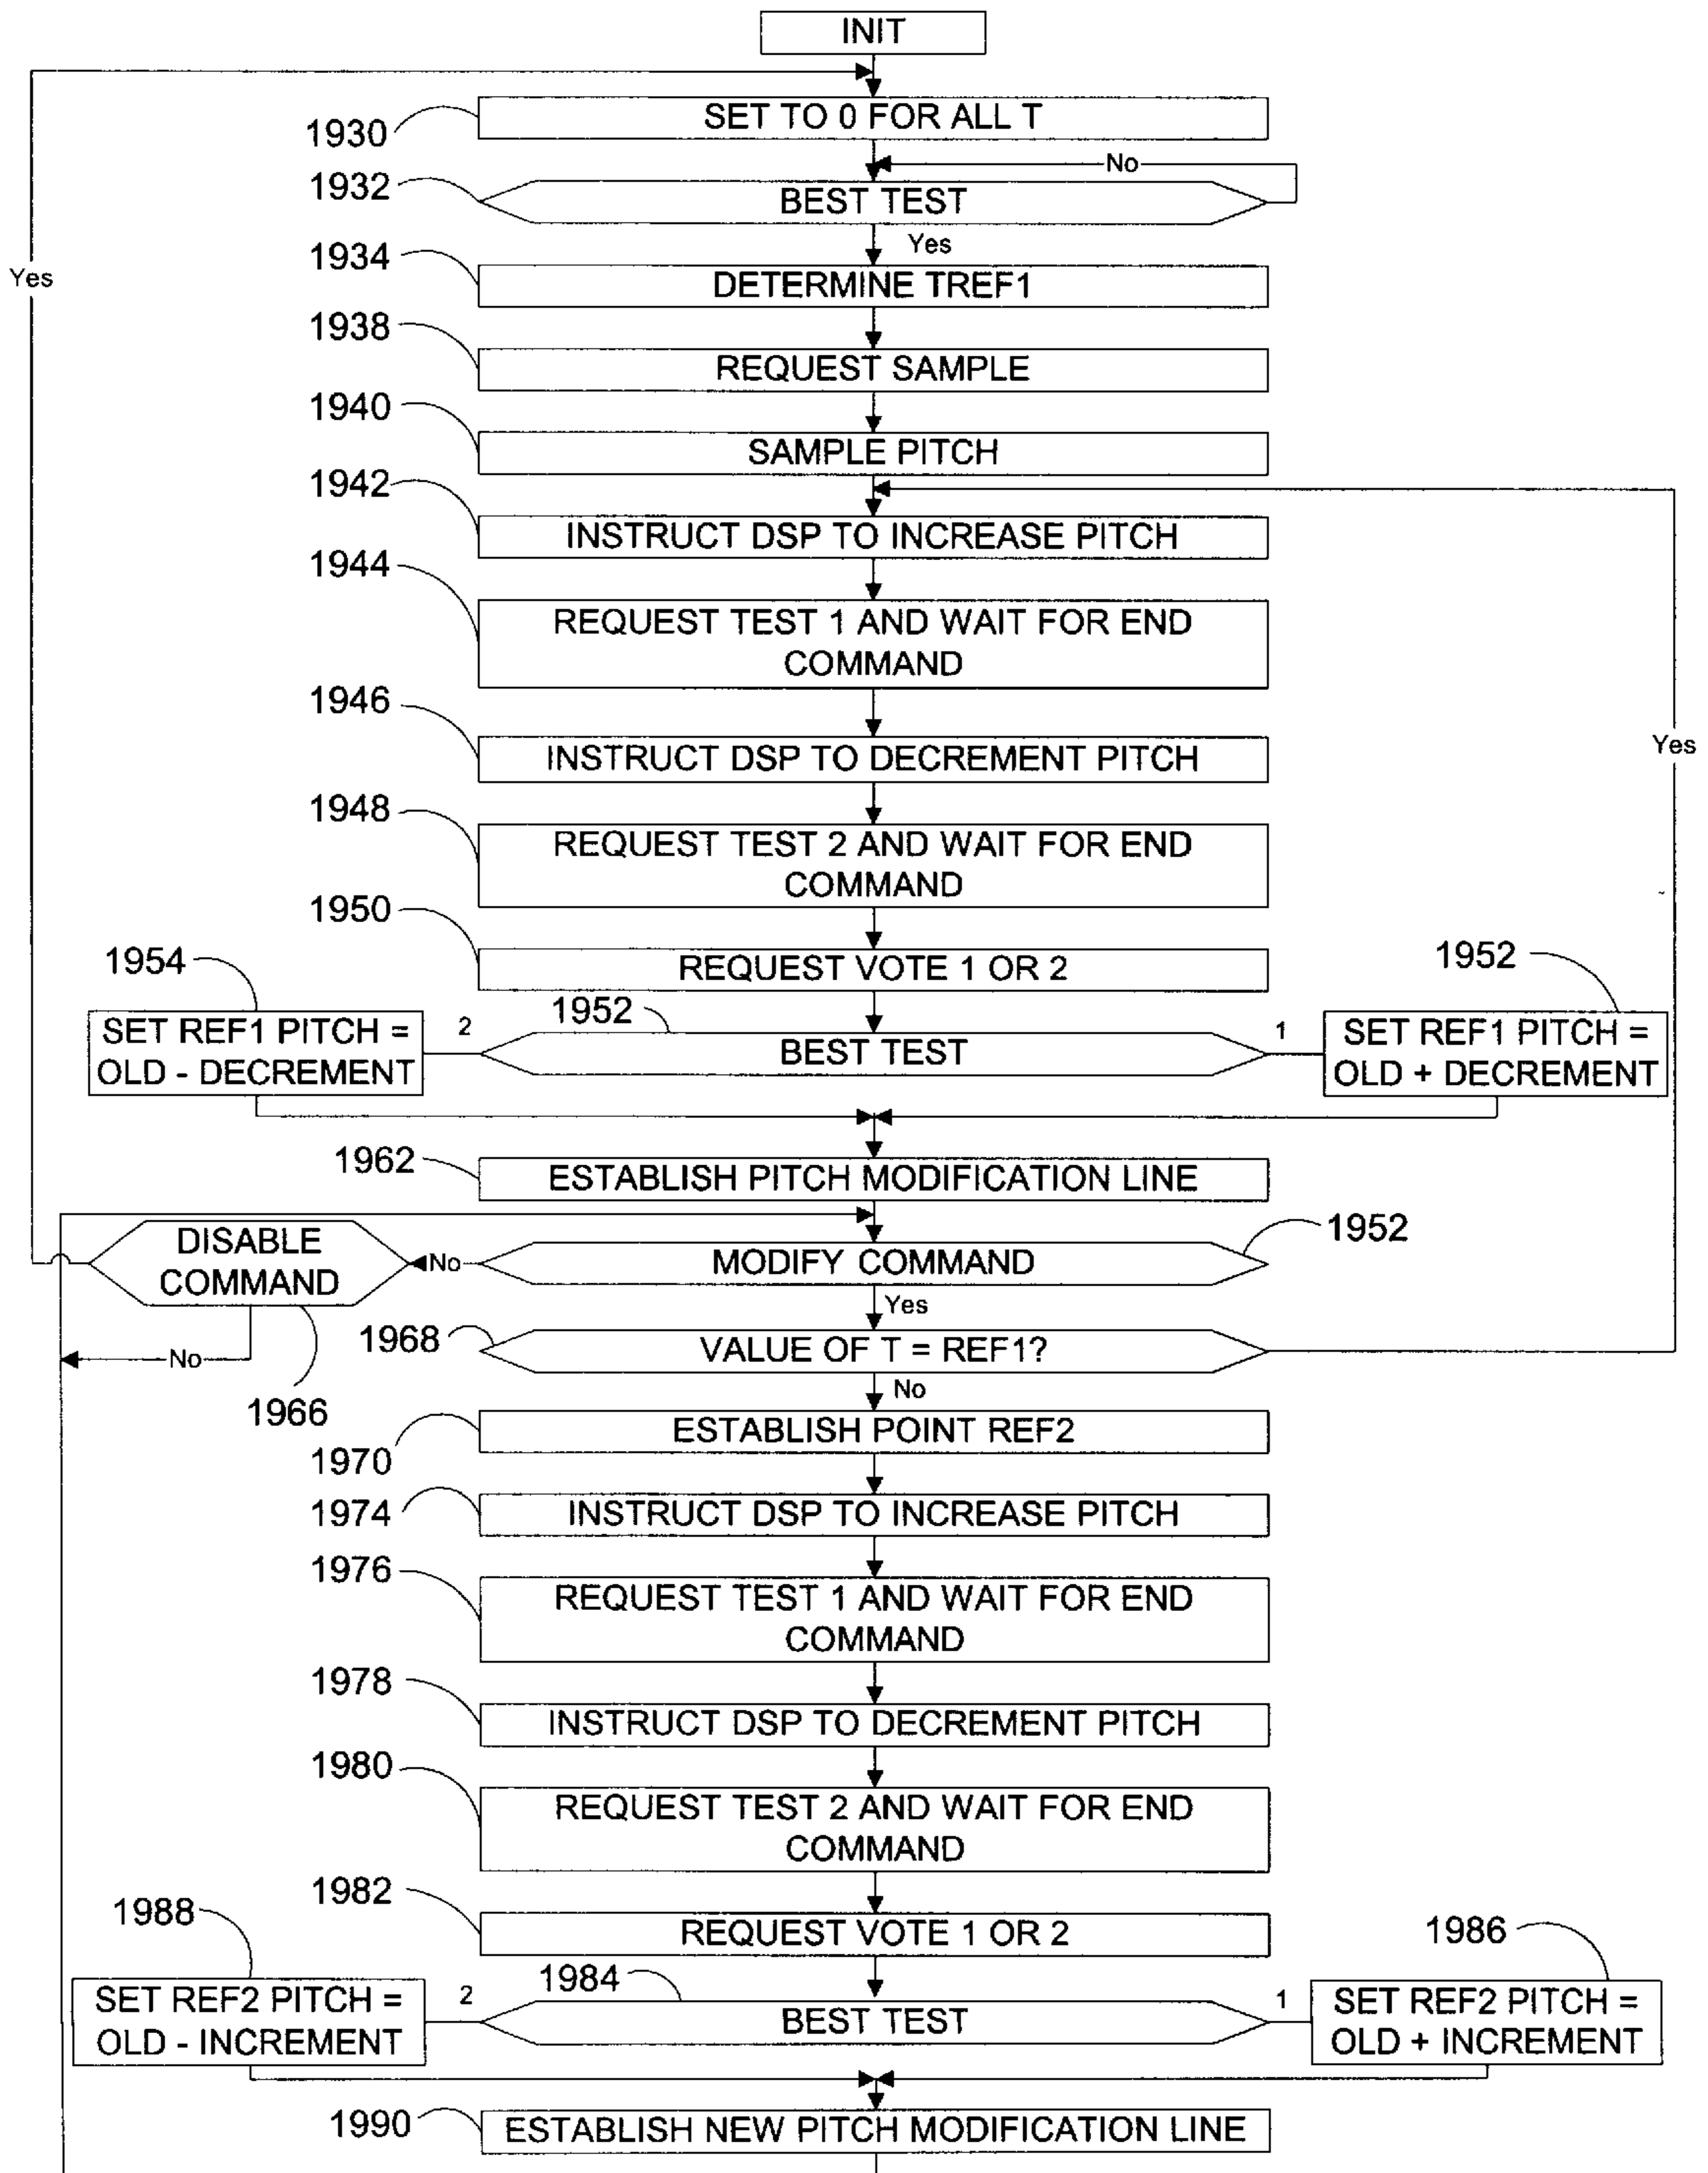 INIT
SET TO 0 FOR ALL T
1930
No
1932
BEST TEST
Yes
1934
Yes
DETERMINE TREF1
1938
REQUEST SAMPLE
1940
SAMPLE PITCH
1942
INSTRUCT DSP TO INCREASE PITCH
1944
REQUEST TEST 1 AND WAIT FOR END
COMMAND
1946
INSTRUCT DSP TO DECREMENT PITCH
Yes
1948
REQUEST TEST 2 AND WAIT FOR END
COMMAND
1950
REQUEST VOTE 1 OR 2
1954
1952
1952
SET REF1 PITCH =
OLD - DECREMENT
2
BEST TEST
1
SET REF1 PITCH =
OLD + DECREMENT
1962
ESTABLISH PITCH MODIFICATION LINE
DISABLE
COMMAND
No
MODIFY COMMAND
1952
Yes
1968
VALUE OF T = REF1?
No
No
1966
ESTABLISH POINT REF2
1970
1974
INSTRUCT DSP TO INCREASE PITCH
1976
REQUEST TEST 1 AND WAIT FOR END
COMMAND
1978
INSTRUCT DSP TO DECREMENT PITCH
1980
REQUEST TEST 2 AND WAIT FOR END
COMMAND
1982
REQUEST VOTE 1 OR 2
1988
1986
1984
SET REF2 PITCH =
OLD - INCREMENT
2
BEST TEST
1
SET REF2 PITCH =
OLD + INCREMENT
1990
ESTABLISH NEW PITCH MODIFICATION LINE